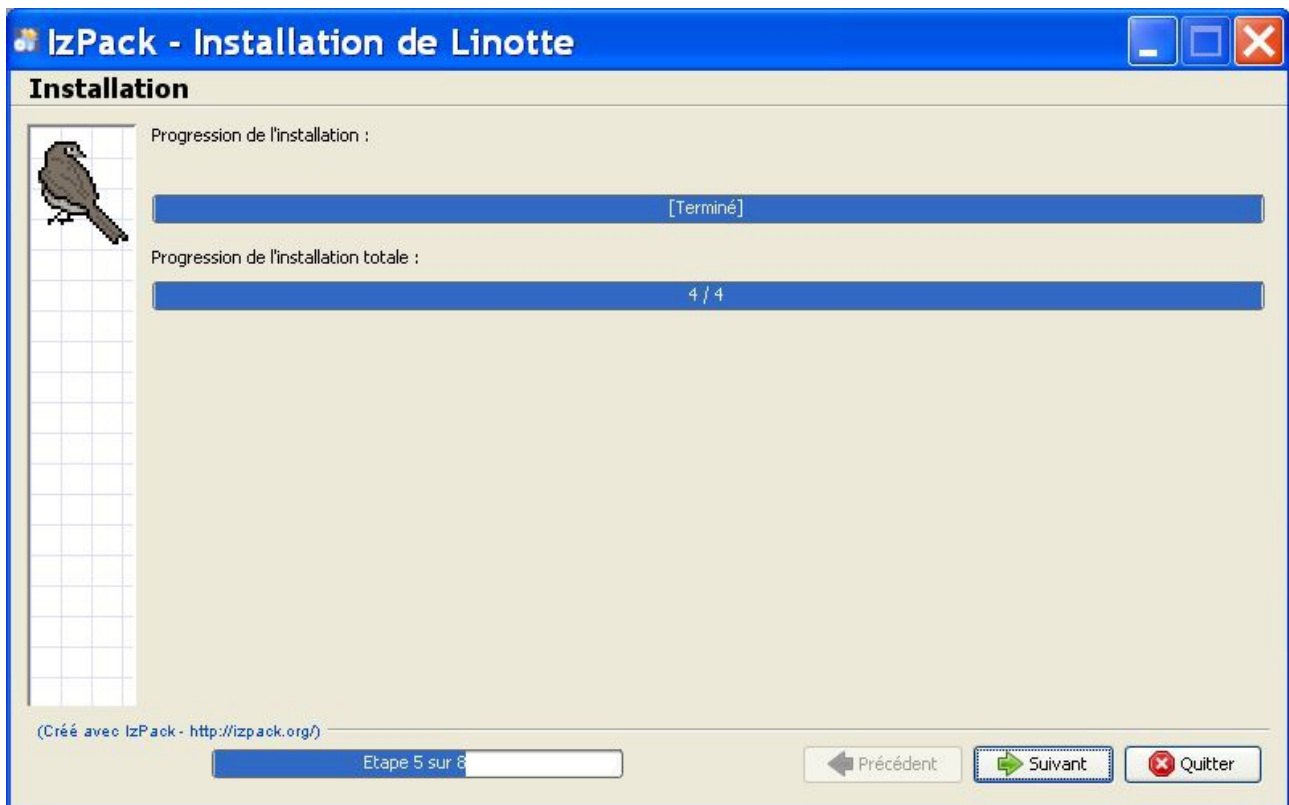 IzPack - Installation de Linotte
Installation
Progression de l'installation :
[Terminé]
Progression de l'installation totale :
4 / 4
(Créé avec IzPack - http://izpack.org/)
Etape 5 sur 8
Précédent
Suivant
Quitter